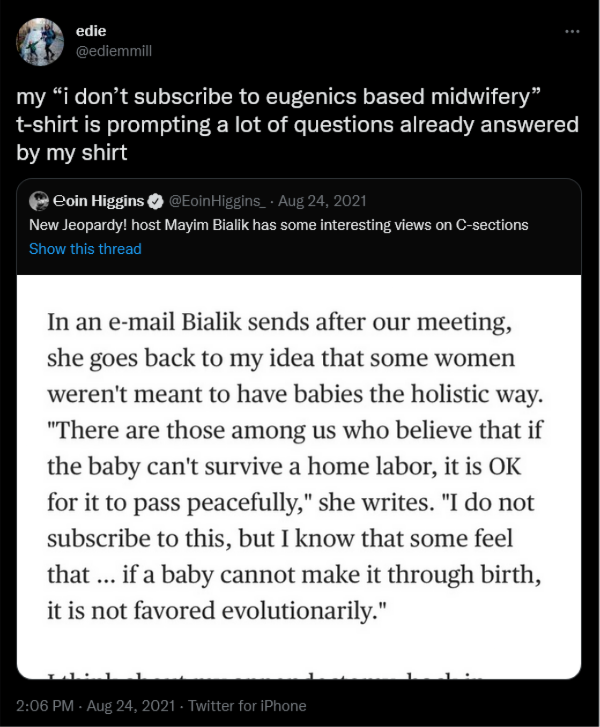 edie
@ediemmill
my “i don’t subscribe to eugenics based midwifery”
t-shirt is prompting a lot of questions already answered
by my shirt
℮oin Higgins @EoinHiggins_ · Aug 24, 2021
New Jeopardy! host Mayim Bialik has some interesting views on C-sections
Show this thread
In an e-mail Bialik sends after our meeting,
she goes back to my idea that some women
weren't meant to have babies the holistic way.
"There are those among us who believe that if
the baby can't survive a home labor, it is OK
for it to pass peacefully," she writes. "I do not
subscribe to this, but I know that some feel
that ... if a baby cannot make it through birth,
it is not favored evolutionarily."
2:06 PM · Aug 24, 2021 · Twitter for iPhone